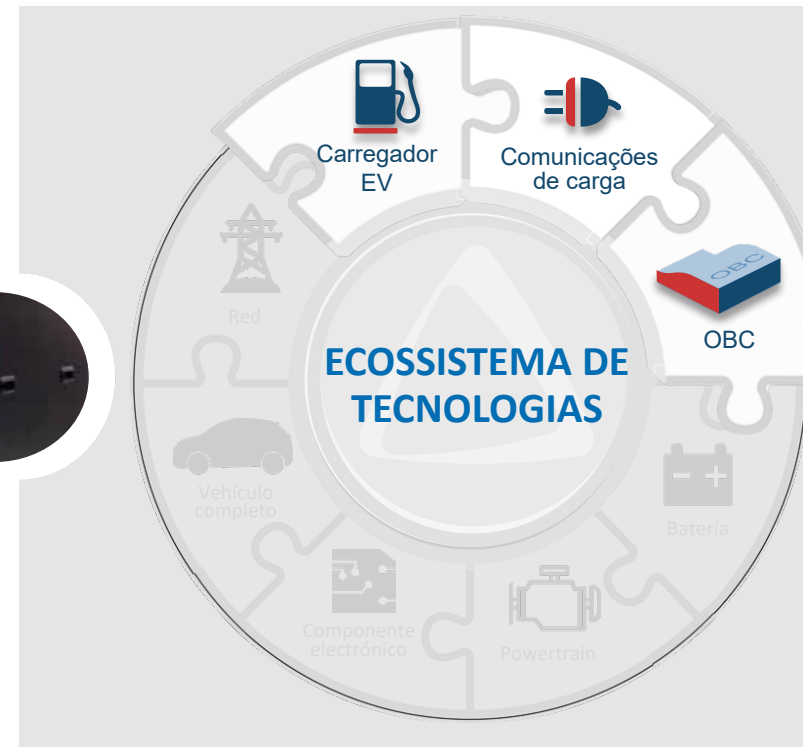 Carregador
EV
Comunicações
de carga
OBC
OBC
Red
ECOSSISTEMA DE
TECNOLOGIAS
Vehículo
completo
Batería
Componente
electrónico
Powertrain